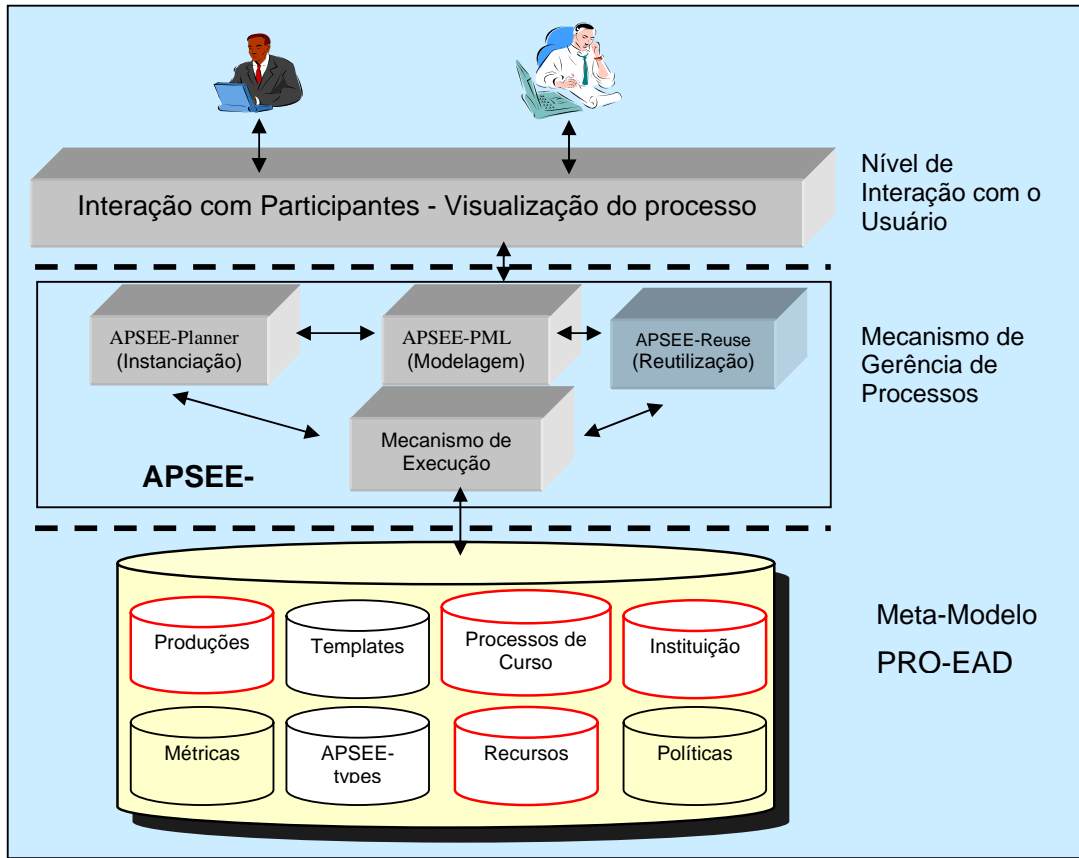 Interação com Participantes - Visualização do processo
Nível de
Interação com o
Usuário
APSEE-Planner
(Instanciação)
APSEE-PML
(Modelagem)
APSEE-Reuse
(Reutilização)
Mecanismo de
Gerência de
Processos
Mecanismo de
Execução
APSEE-
Produções
Templates
Processos de
Curso
Instituição
Meta-Modelo
PRO-EAD
Métricas
APSEE-
types
Recursos
Políticas